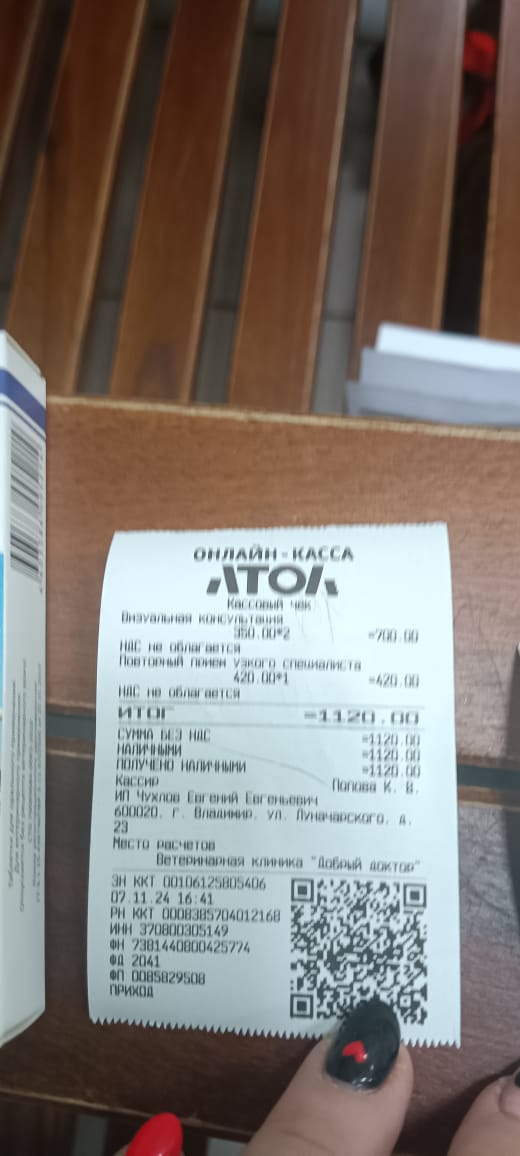 ОНЛАЙН-КАССА
АТОЛ
Кассовый чек
Визуальная консультация
350.00*2 =700.00
НДС не облагается
Повторный прием узкого специалиста
420.00*1 =420.00
НДС не облагается
ИТОГ =1120.00
СУММА БЕЗ НДС =1120.00
НАЛИЧНЫМИ =1120.00
ПОЛУЧЕНО НАЛИЧНЫМИ =1120.00
Кассир Попова К. В.
ИП Чухлов Евгений Евгеньевич
600020, г. Владимир, ул. Луначарского, д.
23
Место расчетов
Ветеринарная клиника "Добрый доктор"
ЗН ККТ 00106125805406
07.11.24 16:41
РН ККТ 0008385704012168
ИНН 370800305149
ФН 7381440800425774
ФД 2041
ФП 0085829508
ПРИХОД